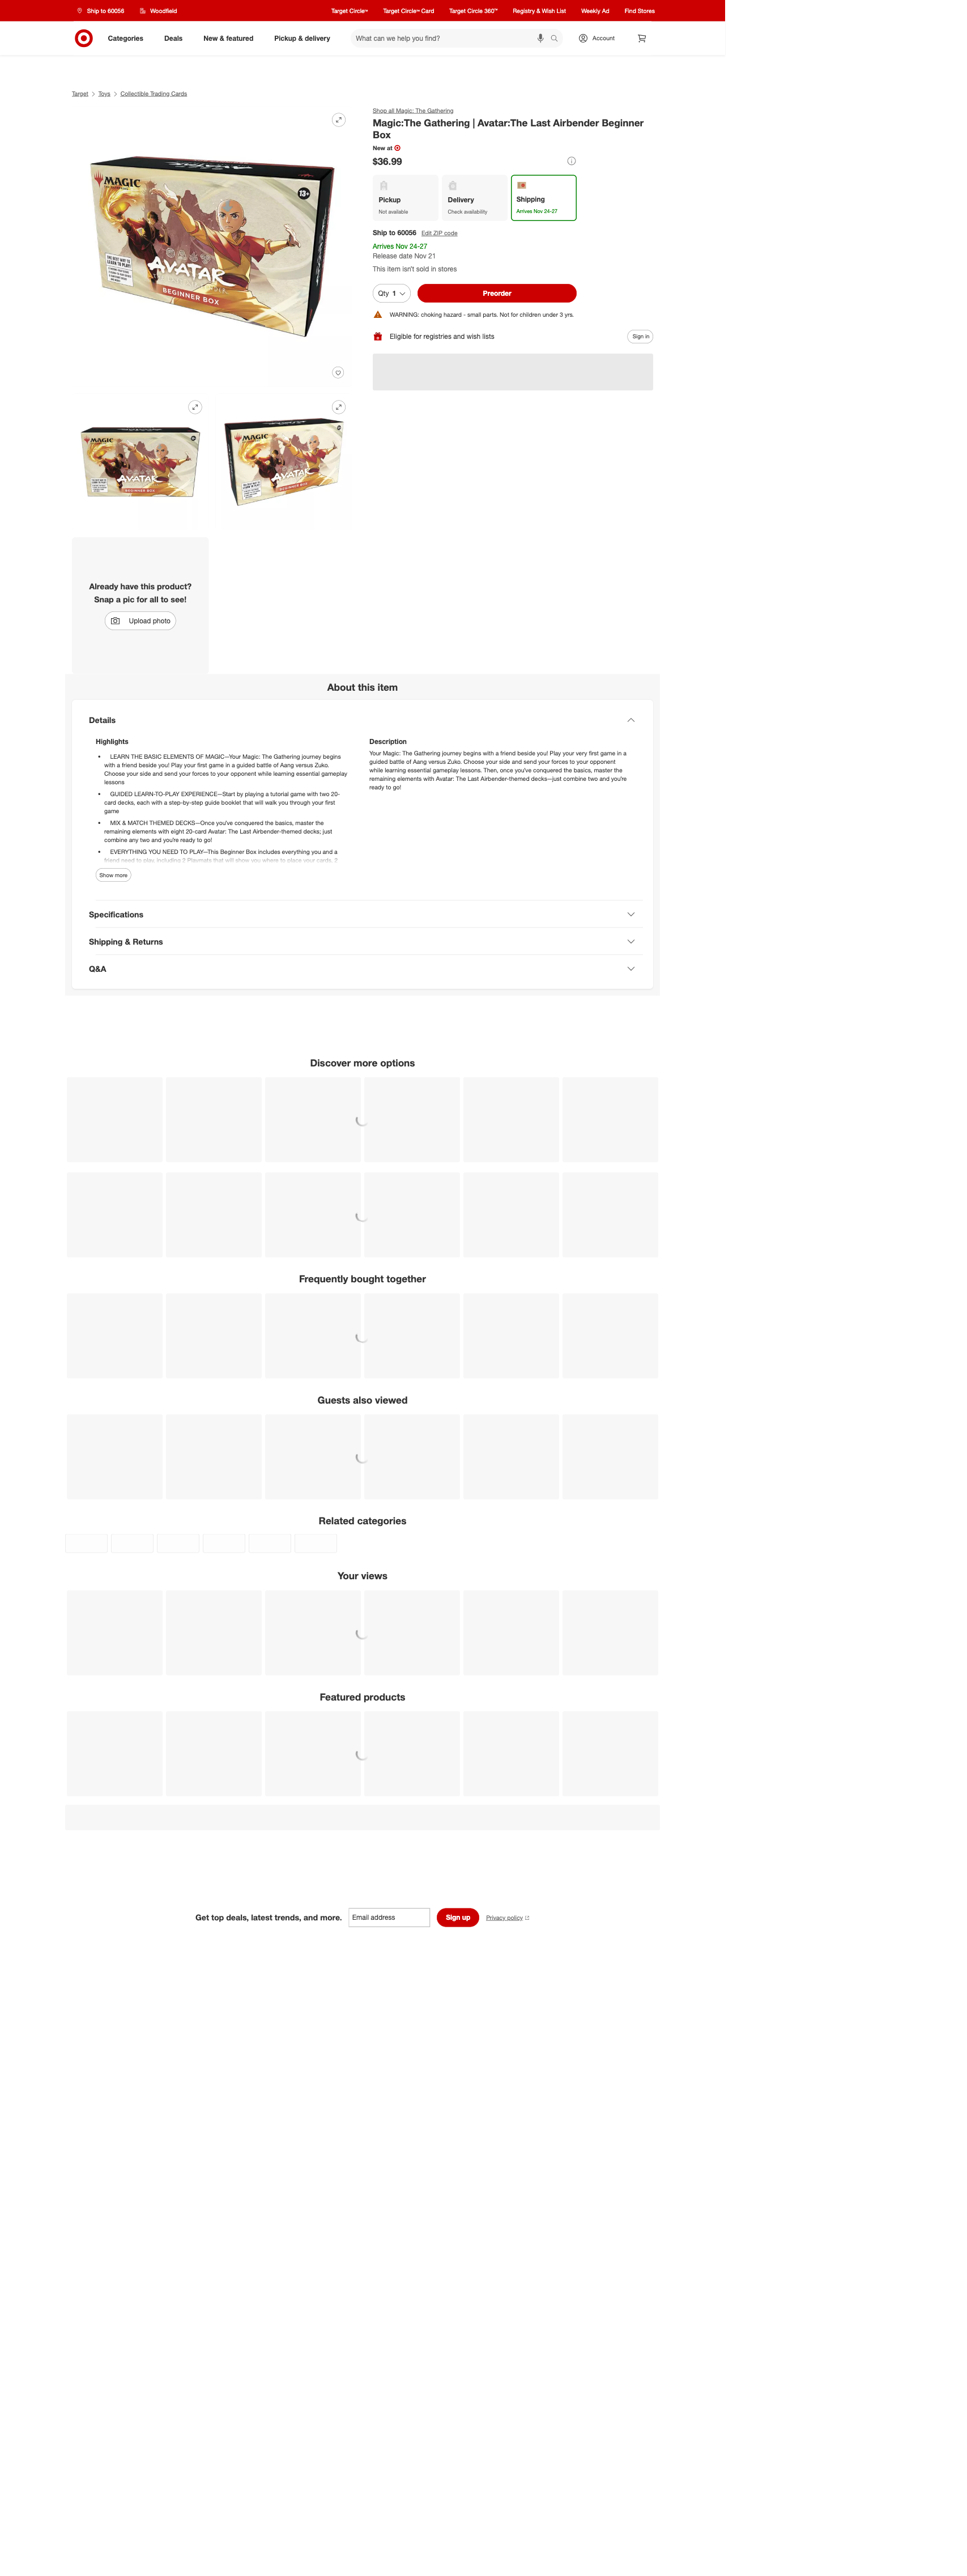 Ship to 60056
Woodfield
Target Circle™
Target Circle™ Card
Target Circle 360™
Registry & Wish List
Weekly Ad
Find Stores
Categories
Deals
New & featured
Pickup & delivery
What can we help you find?
Account
Target
Toys
Collectible Trading Cards
MAGIC
13+
AVATAR
BEGINNER BOX
Shop all Magic: The Gathering
Magic:The Gathering | Avatar:The Last Airbender Beginner
Box
New at
$36.99
Pickup
Not available
Delivery
Check availability
Shipping
Arrives Nov 24-27
Ship to 60056
Edit ZIP code
Arrives Nov 24-27
Release date Nov 21
This item isn't sold in stores
Qty 1
Preorder
WARNING: choking hazard - small parts. Not for children under 3 yrs.
Eligible for registries and wish lists
Sign in
MAGIC
AVATAR
BEGINNER BOX
MAGIC
AVATAR
BEGINNER BOX
Already have this product?
Snap a pic for all to see!
Upload photo
About this item
Details
Highlights
LEARN THE BASIC ELEMENTS OF MAGIC—Your Magic: The Gathering journey begins
with a friend beside you! Play your first game in a guided battle of Aang versus Zuko.
Choose your side and send your forces to your opponent while learning essential gameplay
lessons
GUIDED LEARN-TO-PLAY EXPERIENCE—Start by playing a tutorial game with two 20-
card decks, each with a step-by-step guide booklet that will walk you through your first
game
MIX & MATCH THEMED DECKS—Once you've conquered the basics, master the
remaining elements with eight 20-card Avatar: The Last Airbender-themed decks; just
combine any two and you're ready to go!
EVERYTHING YOU NEED TO PLAY—This Beginner Box includes everything you and a
friend need to play, including 2 Playmats that will show you where to place your cards, 2
Show more
Description
Your Magic: The Gathering journey begins with a friend beside you! Play your very first game in a
guided battle of Aang versus Zuko. Choose your side and send your forces to your opponent
while learning essential gameplay lessons. Then, once you've conquered the basics, master the
remaining elements with Avatar: The Last Airbender-themed decks—just combine two and you're
ready to go!
Specifications
Shipping & Returns
Q&A
Discover more options
Frequently bought together
Guests also viewed
Related categories
Your views
Featured products
Get top deals, latest trends, and more.
Email address
Sign up
Privacy policy